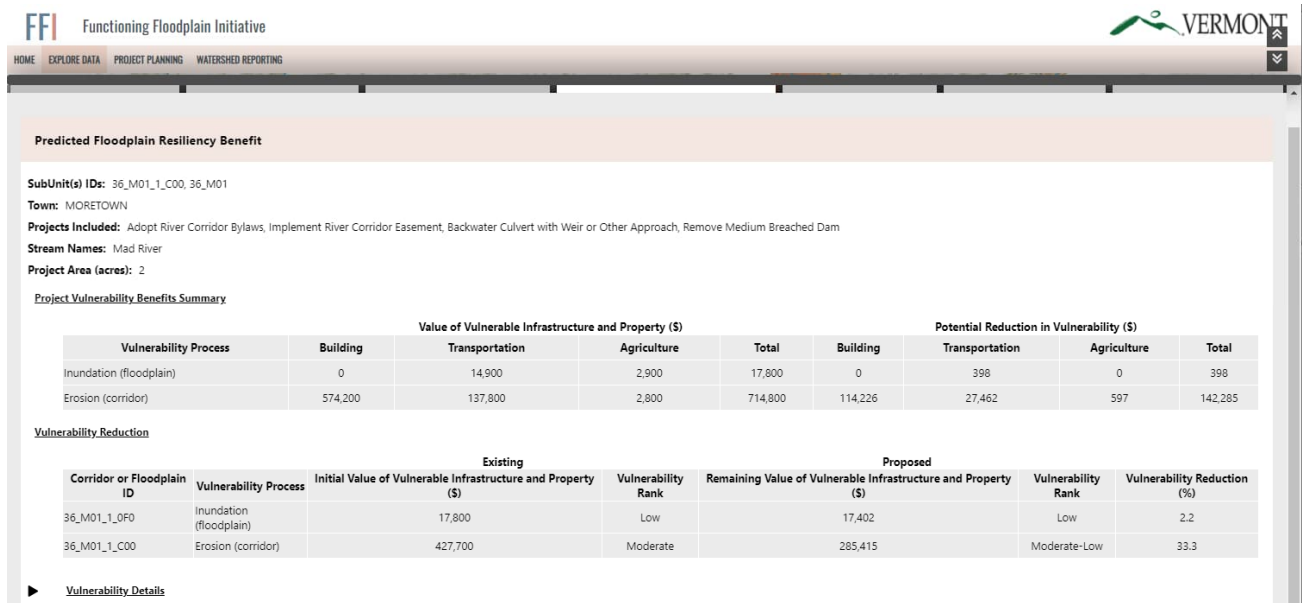 FFI Functioning Floodplain Initiative VERMONT
HOME EXPLORE DATA PROJECT PLANNING WATERSHED REPORTING
Predicted Floodplain Resiliency Benefit
SubUnit(s) IDs: 36_M01_1_C00, 36_M01
Town: MORETOWN
Projects Included: Adopt River Corridor Bylaws, Implement River Corridor Easement, Backwater Culvert with Weir or Other Approach, Remove Medium Breached Dam
Stream Names: Mad River
Project Area (acres): 2
Project Vulnerability Benefits Summary
Value of Vulnerable Infrastructure and Property ($) Potential Reduction in Vulnerability ($)
Vulnerability Process Building Transportation Agriculture Total Building Transportation Agriculture Total
Inundation (floodplain) 0 14,900 2,900 17,800 0 398 0 398
Erosion (corridor) 574,200 137,800 2,800 714,800 114,226 27,462 597 142,285
Vulnerability Reduction
Existing Proposed
Corridor or Floodplain ID Vulnerability Process Initial Value of Vulnerable Infrastructure and Property ($) Vulnerability Rank Remaining Value of Vulnerable Infrastructure and Property ($) Vulnerability Rank Vulnerability Reduction (%)
36_M01_1_0F0 Inundation (floodplain) 17,800 Low 17,402 Low 2.2
36_M01_1_C00 Erosion (corridor) 427,700 Moderate 285,415 Moderate-Low 33.3
Vulnerability Details